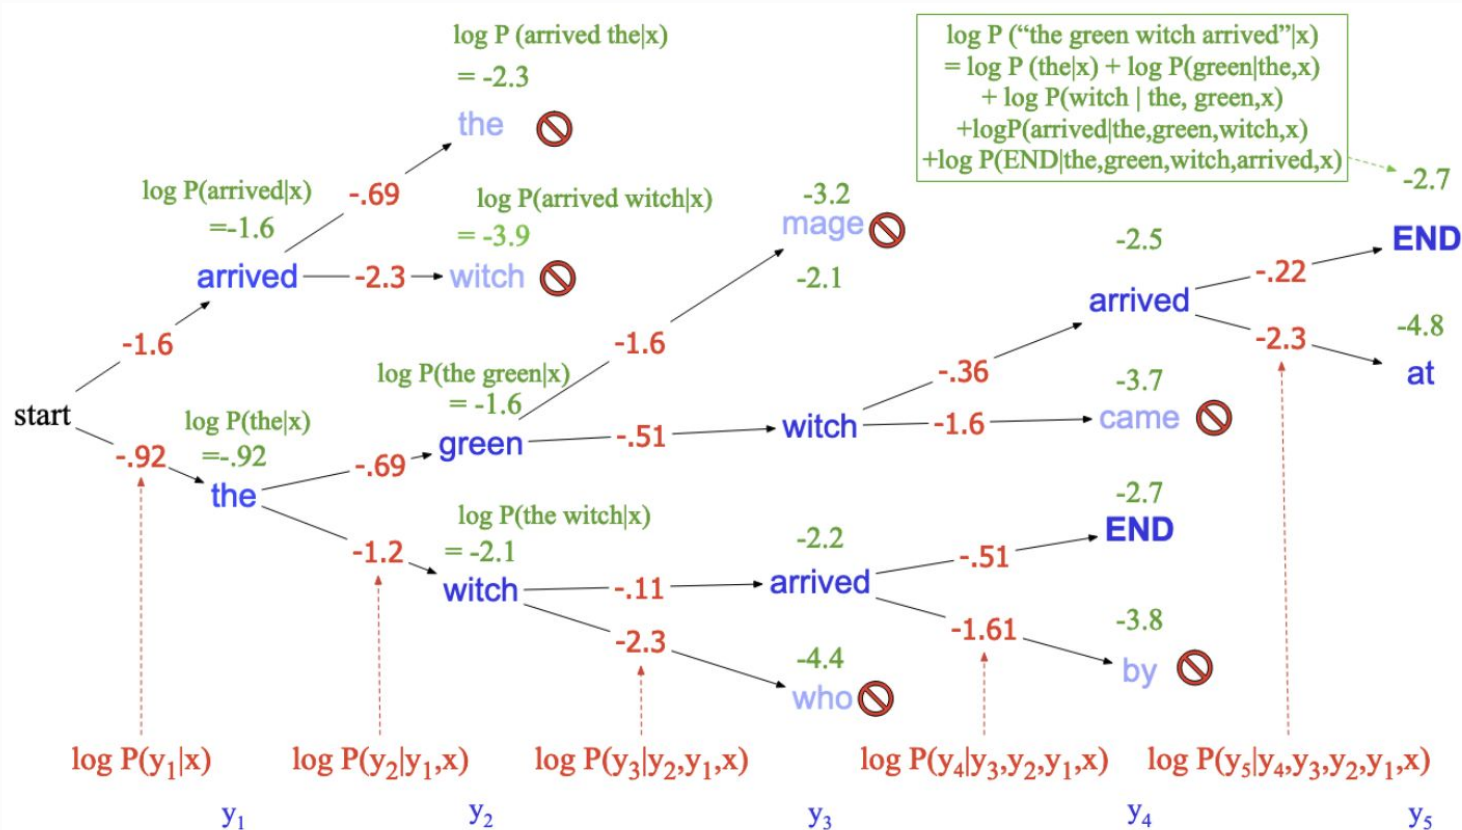 log P (arrived the|x)
= -2.3
the
log P(arrived|x)
=-1.6
arrived
-.69
log P(arrived witch|x)
= -3.9
-2.3
witch
-1.6
start
-.92
log P(the|x)
=-.92
the
log P(the green|x)
= -1.6
-.69
green
log P(the witch|x)
= -2.1
-1.2
witch
-3.2
mage
-1.6
-2.1
-.51
witch
-2.2
-.11
arrived
-2.3
-4.4
who
log P (“the green witch arrived”|x)
= log P (the|x) + log P(green|the,x)
+ log P(witch | the, green,x)
+logP(arrived|the,green,witch,x)
+log P(END|the,green,witch,arrived,x)
-2.5
arrived
-.36
-3.7
-1.6
came
-2.7
END
-.51
-1.61
-3.8
by
-2.7
END
-.22
-2.3
-4.8
at
log P(y₁|x)
log P(y₂|y₁,x)
log P(y₃|y₂,y₁,x)
log P(y₄|y₃,y₂,y₁,x)
log P(y₅|y₄,y₃,y₂,y₁,x)
y₁
y₂
y₃
y₄
y₅